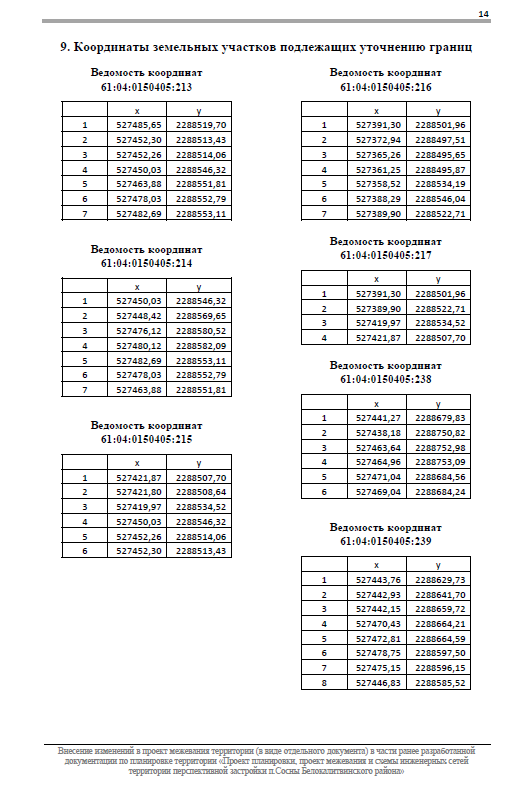 14
9. Координаты земельных участков подлежащих уточнению границ
Ведомость координат
61:04:0150405:213
x y
1 527485,65 2288519,70
2 527452,30 2288513,43
3 527452,26 2288514,06
4 527450,03 2288546,32
5 527463,88 2288551,81
6 527478,03 2288552,79
7 527482,69 2288553,11
Ведомость координат
61:04:0150405:214
x y
1 527450,03 2288546,32
2 527448,42 2288569,65
3 527476,12 2288580,52
4 527480,12 2288582,09
5 527482,69 2288553,11
6 527478,03 2288552,79
7 527463,88 2288551,81
Ведомость координат
61:04:0150405:215
x y
1 527421,87 2288507,70
2 527421,80 2288508,64
3 527419,97 2288534,52
4 527450,03 2288546,32
5 527452,26 2288514,06
6 527452,30 2288513,43
Ведомость координат
61:04:0150405:216
x y
1 527391,30 2288501,96
2 527372,94 2288497,51
3 527365,26 2288495,65
4 527361,25 2288495,87
5 527358,52 2288534,19
6 527388,29 2288546,04
7 527389,90 2288522,71
Ведомость координат
61:04:0150405:217
x y
1 527391,30 2288501,96
2 527389,90 2288522,71
3 527419,97 2288534,52
4 527421,87 2288507,70
Ведомость координат
61:04:0150405:238
x y
1 527441,27 2288679,83
2 527438,18 2288750,82
3 527463,64 2288752,98
4 527464,96 2288753,09
5 527471,04 2288684,56
6 527469,04 2288684,24
Ведомость координат
61:04:0150405:239
x y
1 527443,76 2288629,73
2 527442,93 2288641,70
3 527442,15 2288659,72
4 527470,43 2288664,21
5 527472,81 2288664,59
6 527478,75 2288597,50
7 527475,15 2288596,15
8 527446,83 2288585,52
Внесение изменений в проект межевания территории (в виде отдельного документа) в части ранее разработанной
документации по планировке территории «Проект планировки, проект межевания и схемы инженерных сетей
территории перспективной застройки п.Сосны Белокалитвинского района»